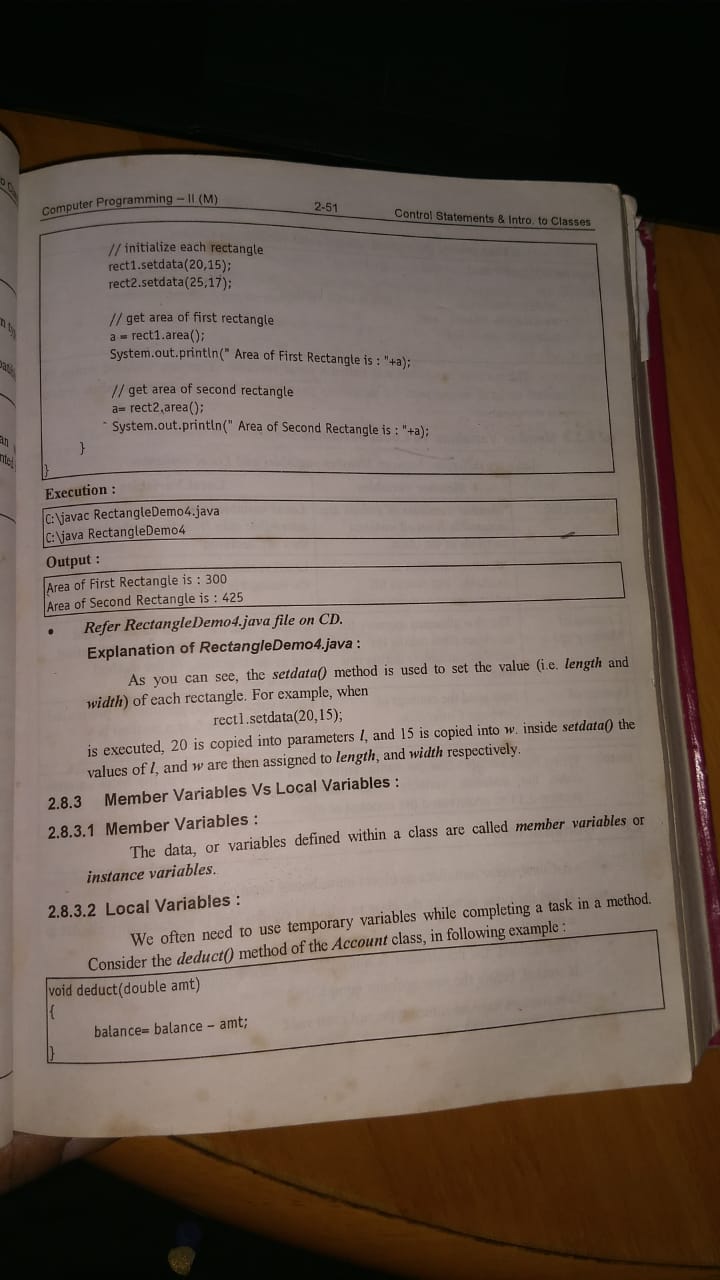 Computer Programming – II (M) 2-51 Control Statements & Intro. to Classes
// initialize each rectangle
rect1.setdata(20,15);
rect2.setdata(25,17);
// get area of first rectangle
a = rect1.area();
System.out.println(" Area of First Rectangle is : "+a);
// get area of second rectangle
a= rect2.area();
System.out.println(" Area of Second Rectangle is : "+a);
}
}
Execution :
C:\javac RectangleDemo4.java
C:\java RectangleDemo4
Output :
Area of First Rectangle is : 300
Area of Second Rectangle is : 425
• Refer RectangleDemo4.java file on CD.
Explanation of RectangleDemo4.java :
As you can see, the setdata() method is used to set the value (i.e. length and
width) of each rectangle. For example, when
rect1.setdata(20,15);
is executed, 20 is copied into parameters l, and 15 is copied into w. inside setdata() the
values of l, and w are then assigned to length, and width respectively.
2.8.3 Member Variables Vs Local Variables :
2.8.3.1 Member Variables :
The data, or variables defined within a class are called member variables or
instance variables.
2.8.3.2 Local Variables :
We often need to use temporary variables while completing a task in a method.
Consider the deduct() method of the Account class, in following example :
void deduct(double amt)
{
balance= balance – amt;
}